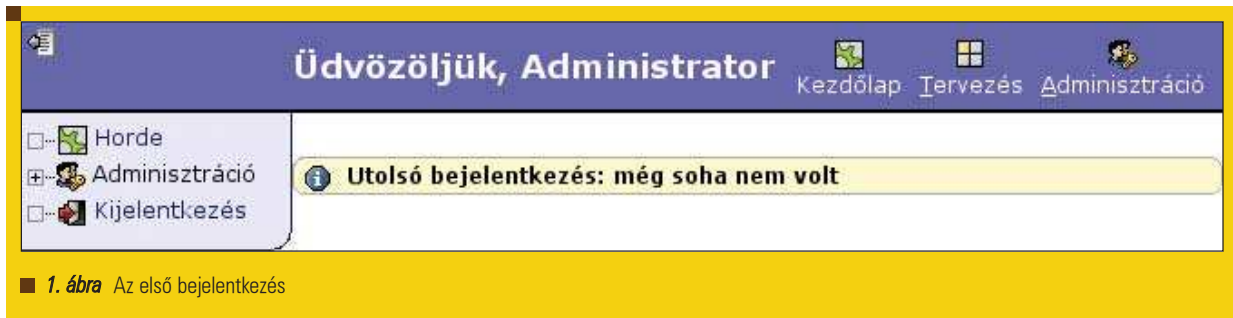 Üdvözöljük, Administrator
Kezdőlap Tervezés Adminisztráció
Horde
Adminisztráció
Kijelentkezés
Utolsó bejelentkezés: még soha nem volt
1. ábra Az első bejelentkezés